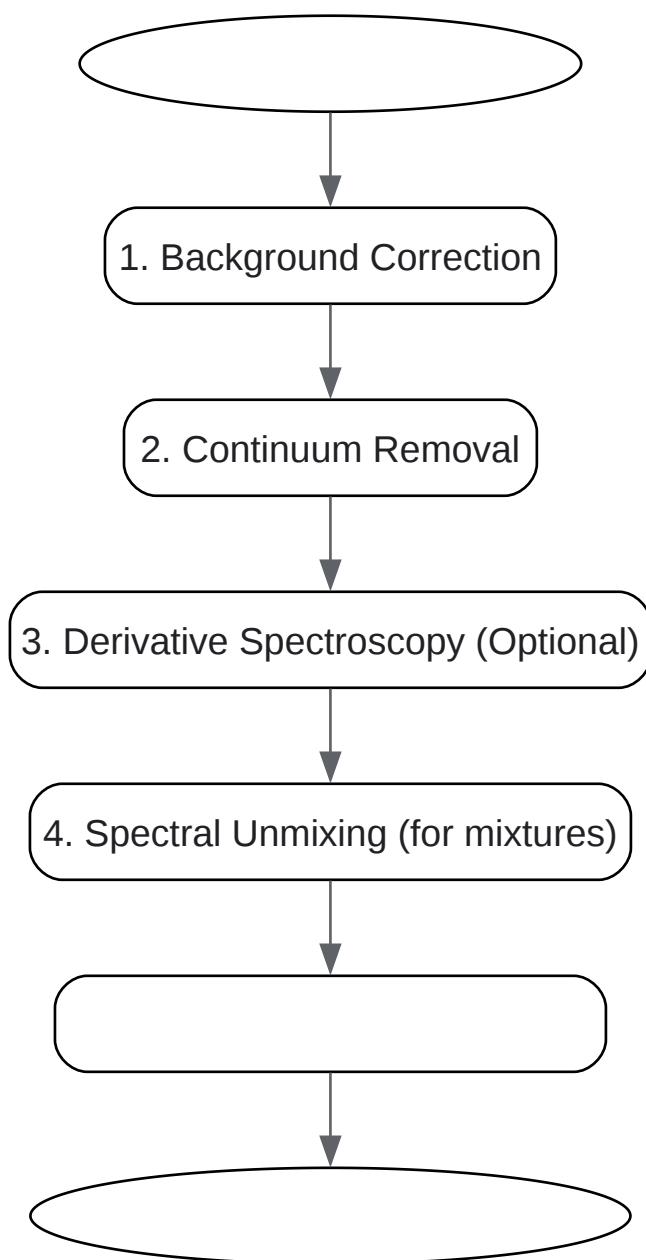 1. Background Correction
2. Continuum Removal
3. Derivative Spectroscopy (Optional)
4. Spectral Unmixing (for mixtures)